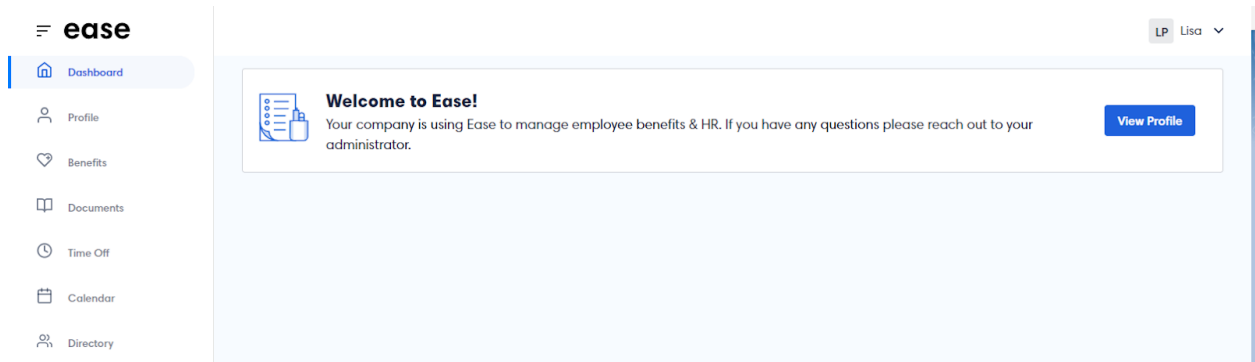 ease
LP Lisa
Dashboard
Profile
Benefits
Documents
Time Off
Calendar
Directory
Welcome to Ease!
Your company is using Ease to manage employee benefits & HR. If you have any questions please reach out to your
administrator.
View Profile